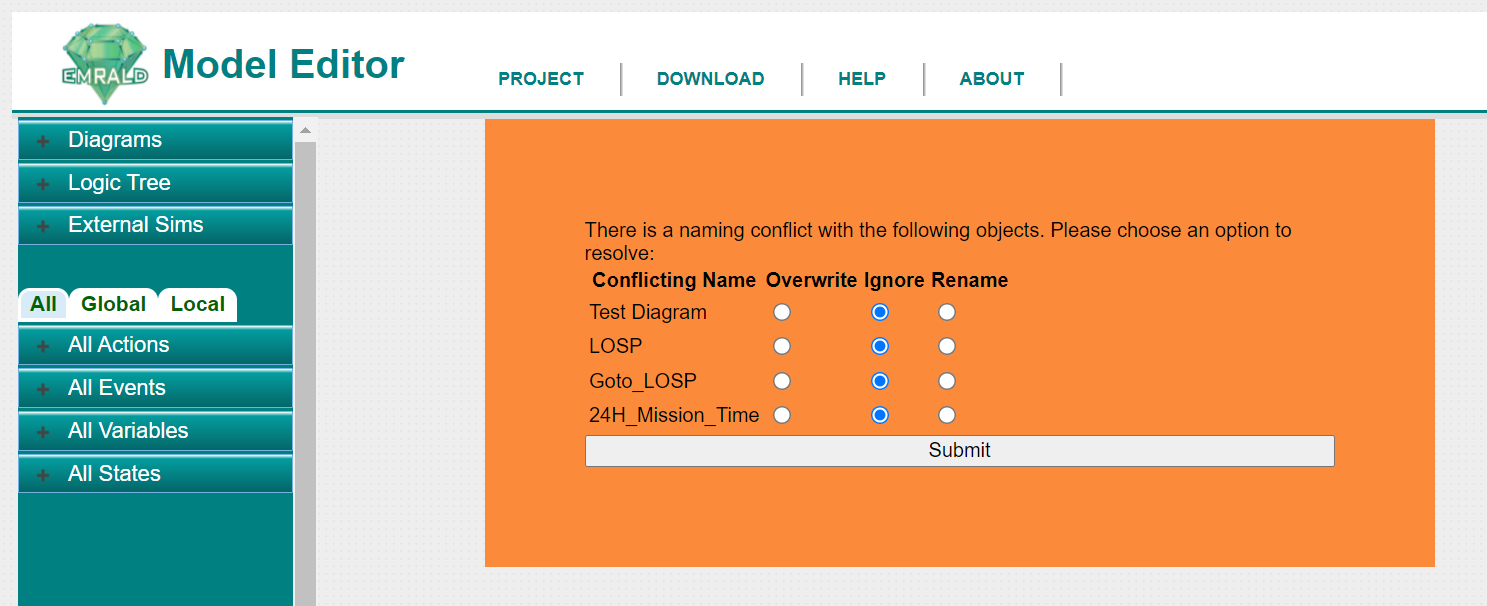 EMRALD
Model Editor
PROJECT
DOWNLOAD
HELP
ABOUT
Diagrams
Logic Tree
External Sims
All Global Local
All Actions
All Events
All Variables
All States
There is a naming conflict with the following objects. Please choose an option to
resolve:
Conflicting Name Overwrite Ignore Rename
Test Diagram
LOSP
Goto_LOSP
24H_Mission_Time
Submit